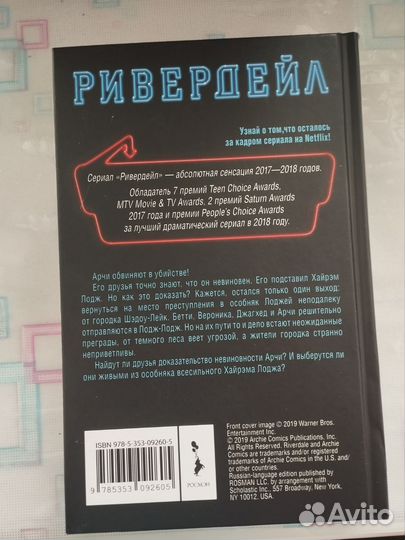 РИВЕРДЕЙЛ
Узнай о том,что осталось
за кадром сериала на Netflix!
Сериал «Ривердейл» — абсолютная сенсация 2017—2018 годов.
Обладатель 7 премий Teen Choice Awards,
MTV Movie & TV Awards, 2 премий Saturn Awards
2017 года и премии People's Choice Awards
за лучший драматический сериал в 2018 году.
Арчи обвиняют в убийстве!
Его друзья точно знают, что он невиновен. Его подставил Хайрэм
Лодж. Но как это доказать? Кажется, остался только один выход:
вернуться на место преступления в особняк Лоджей неподалеку
от городка Шэдоу-Лейк. Бетти, Вероника, Джагхед и Арчи решительно
отправляются в Лодж-Лодж. Но на их пути то и дело встают неожиданные
преграды, от темного леса веет угрозой, а жители городка странно
неприветливы.
Найдут ли друзья доказательство невиновности Арчи? И выберутся ли
они живыми из особняка всесильного Хайрэма Лоджа?
ISBN 978-5-353-09260-5
9 785353 092605
РОСМЭН
Front cover image © 2019 Warner Bros.
Entertainment Inc.
© 2019 Archie Comics Publications, Inc.
All Rights Reserved. Riverdale and Archie
Comics are trademarks and/or registered
trademarks of Archie Comics in the U.S. and/
or other countries.
Russian-language edition published by
ROSMAN LLC. by arrangement with
Scholastic Inc., 557 Broadway, New York,
NY 10012, USA.
Avito